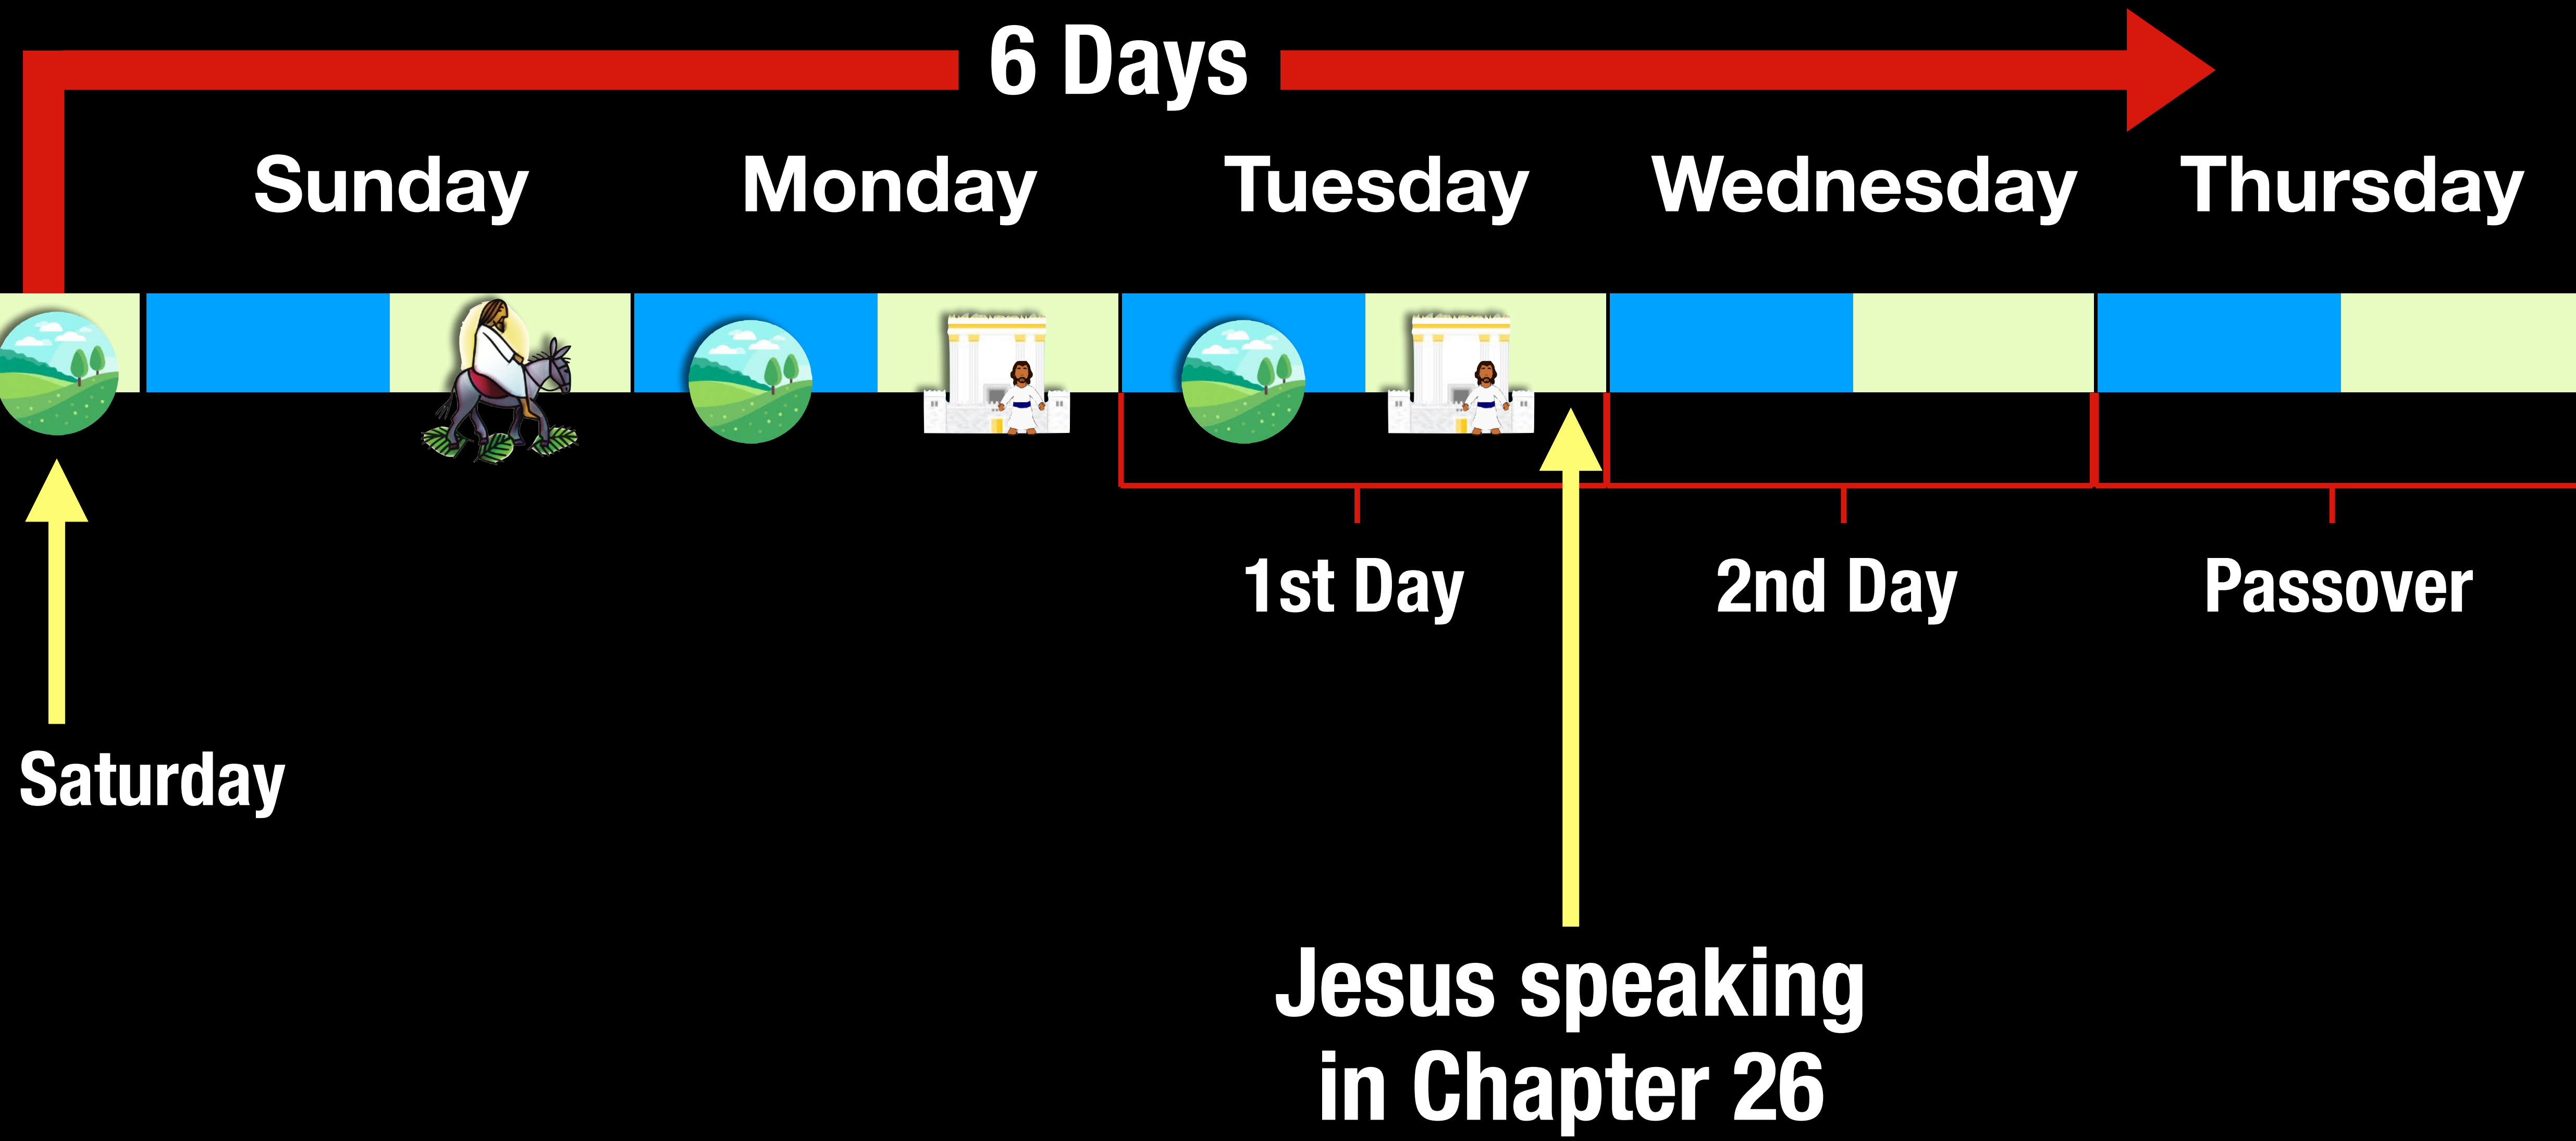 6 Days
Sunday
Monday
Tuesday
Wednesday
Thursday
1st Day
2nd Day
Passover
Saturday
Jesus speaking
in Chapter 26